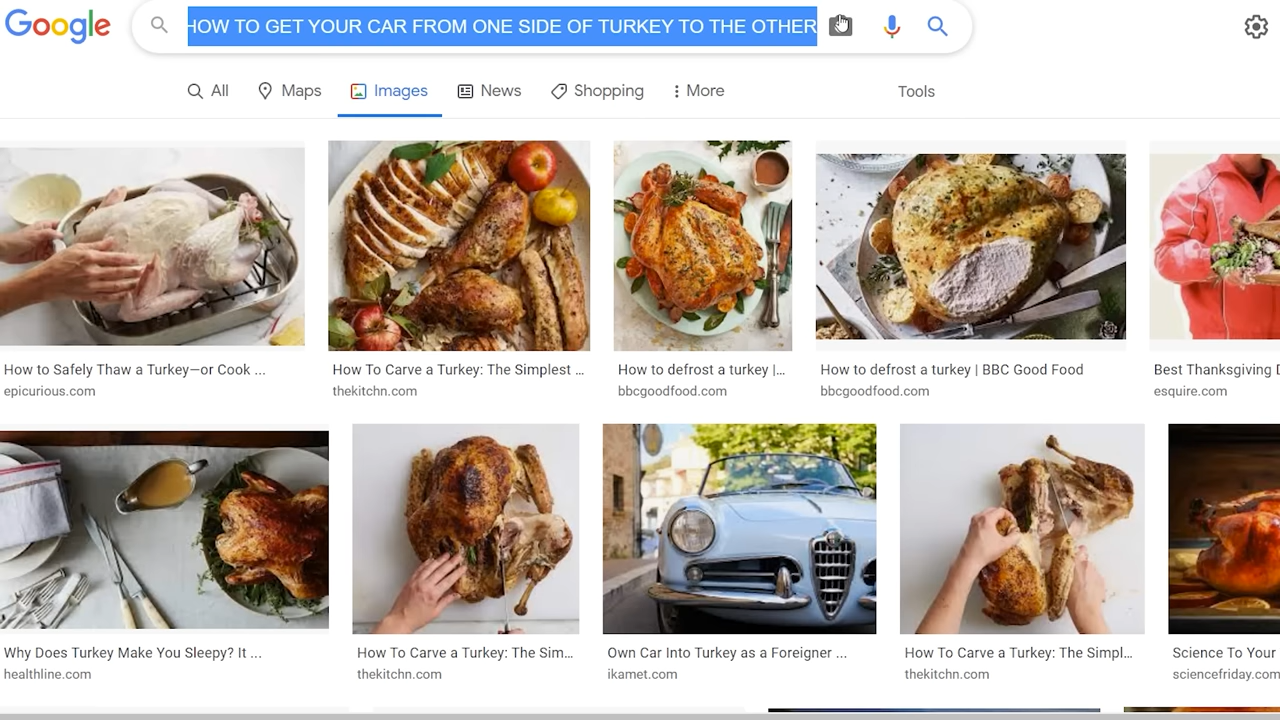 Google
HOW TO GET YOUR CAR FROM ONE SIDE OF TURKEY TO THE OTHER
All Maps Images News Shopping More Tools
How to Safely Thaw a Turkey—or Cook ...
epicurious.com
How To Carve a Turkey: The Simplest ...
thekitchn.com
How to defrost a turkey |...
bbcgoodfood.com
How to defrost a turkey | BBC Good Food
bbcgoodfood.com
Best Thanksgiving D
esquire.com
Why Does Turkey Make You Sleepy? It ...
healthline.com
How To Carve a Turkey: The Sim...
thekitchn.com
Own Car Into Turkey as a Foreigner ...
ikamet.com
How To Carve a Turkey: The Simpl...
thekitchn.com
Science To Your
sciencefriday.com